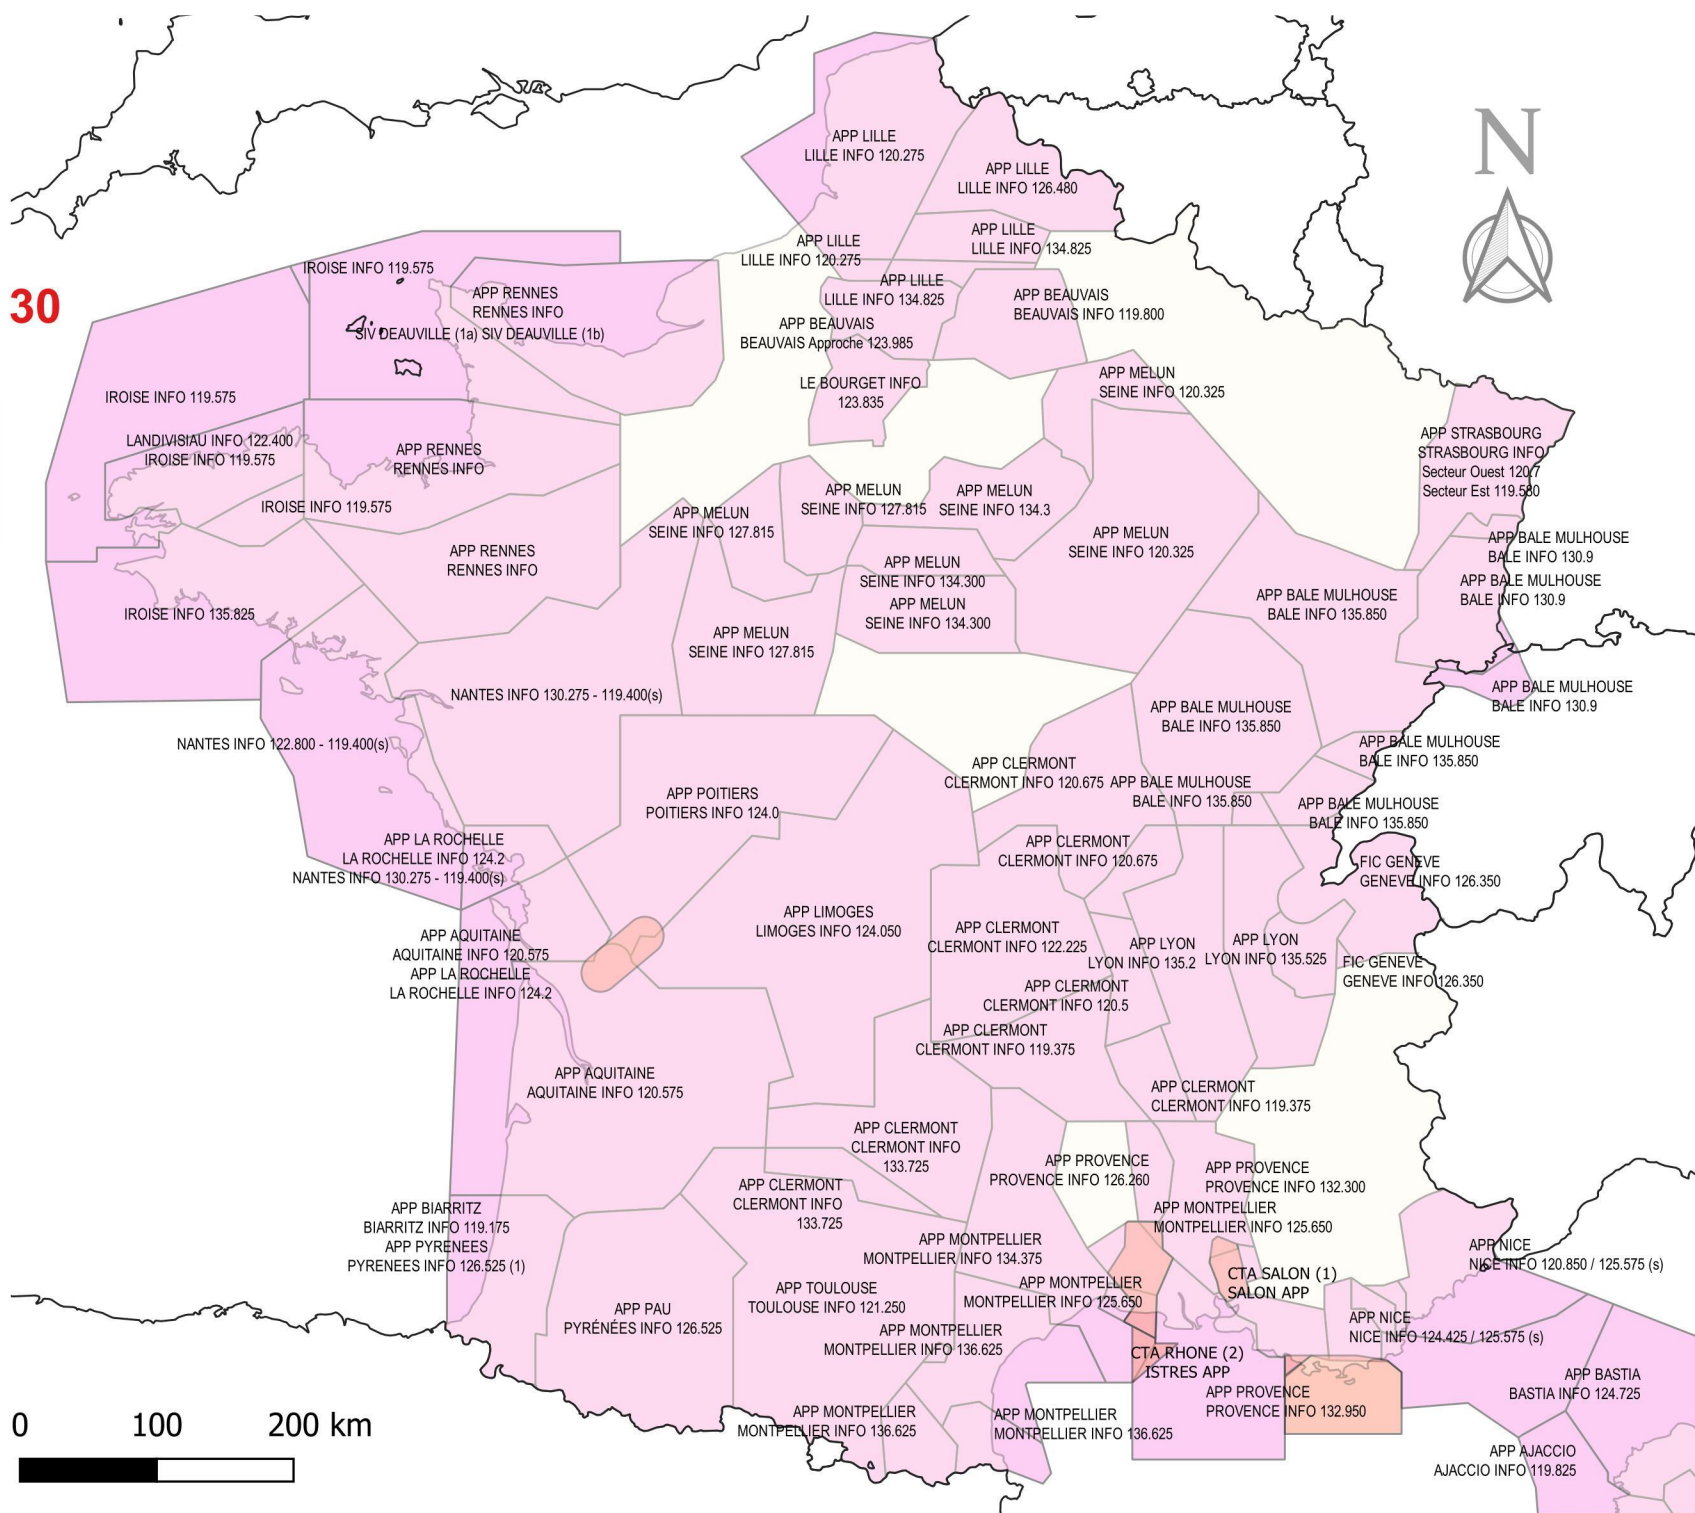 N
30
APP LILLE
LILLE INFO 120.275
APP LILLE
LILLE INFO 126.480
APP LILLE
LILLE INFO 134.825
APP LILLE
LILLE INFO 120.275
APP LILLE
LILLE INFO 134.825
IROISE INFO 119.575
APP RENNES
RENNES INFO
SIV DEAUVILLE (1a) SIV DEAUVILLE (1b)
APP BEAUVAIS
BEAUVAIS INFO 119.800
APP BEAUVAIS
BEAUVAIS Approche 123.985
LE BOURGET INFO
123.835
APP MELUN
SEINE INFO 120.325
IROISE INFO 119.575
LANDIVISIAU INFO 122.400
IROISE INFO 119.575
APP RENNES
RENNES INFO
IROISE INFO 119.575
APP STRASBOURG
STRASBOURG INFO
Secteur Ouest 120.7
Secteur Est 119.580
APP MELUN
SEINE INFO 127.815
APP MELUN
SEINE INFO 127.815
APP MELUN
SEINE INFO 134.3
APP MELUN
SEINE INFO 120.325
APP BALE MULHOUSE
BALE INFO 130.9
APP BALE MULHOUSE
BALE INFO 130.9
APP RENNES
RENNES INFO
APP MELUN
SEINE INFO 134.300
APP MELUN
SEINE INFO 134.300
APP BALE MULHOUSE
BALE INFO 135.850
IROISE INFO 135.825
APP MELUN
SEINE INFO 127.815
NANTES INFO 130.275 - 119.400(s)
APP BALE MULHOUSE
BALE INFO 130.9
APP BALE MULHOUSE
BALE INFO 135.850
NANTES INFO 122.800 - 119.400(s)
APP BALE MULHOUSE
BALE INFO 135.850
APP CLERMONT
CLERMONT INFO 120.675
APP BALE MULHOUSE
BALE INFO 135.850
APP POITIERS
POITIERS INFO 124.0
APP BALE MULHOUSE
BALE INFO 135.850
APP LA ROCHELLE
LA ROCHELLE INFO 124.2
NANTES INFO 130.275 - 119.400(s)
APP CLERMONT
CLERMONT INFO 120.675
FIC GENEVE
GENEVE INFO 126.350
APP LIMOGES
LIMOGES INFO 124.050
APP CLERMONT
CLERMONT INFO 122.225
APP LYON
LYON INFO 135.2
APP LYON
LYON INFO 135.525
FIC GENEVE
GENEVE INFO 126.350
APP AQUITAINE
AQUITAINE INFO 120.575
APP LA ROCHELLE
LA ROCHELLE INFO 124.2
APP CLERMONT
CLERMONT INFO 120.5
APP CLERMONT
CLERMONT INFO 119.375
APP AQUITAINE
AQUITAINE INFO 120.575
APP CLERMONT
CLERMONT INFO 119.375
APP CLERMONT
CLERMONT INFO
133.725
APP PROVENCE
PROVENCE INFO 126.260
APP PROVENCE
PROVENCE INFO 132.300
APP CLERMONT
CLERMONT INFO
133.725
APP MONTPELLIER
MONTPELLIER INFO 125.650
APP BIARRITZ
BIARRITZ INFO 119.175
APP PYRENEES
PYRENEES INFO 126.525 (1)
APP MONTPELLIER
MONTPELLIER INFO 134.375
APP NICE
NICE INFO 120.850 / 125.575 (s)
CTA SALON (1)
SALON APP
APP MONTPELLIER
MONTPELLIER INFO 125.650
APP TOULOUSE
TOULOUSE INFO 121.250
APP PAU
PYRÉNÉES INFO 126.525
APP NICE
NICE INFO 124.425 / 125.575 (s)
APP MONTPELLIER
MONTPELLIER INFO 136.625
CTA RHONE (2)
ISTRES APP
APP PROVENCE
PROVENCE INFO 132.950
APP BASTIA
BASTIA INFO 124.725
APP MONTPELLIER
MONTPELLIER INFO 136.625
APP MONTPELLIER
MONTPELLIER INFO 136.625
APP AJACCIO
AJACCIO INFO 119.825
0 100 200 km